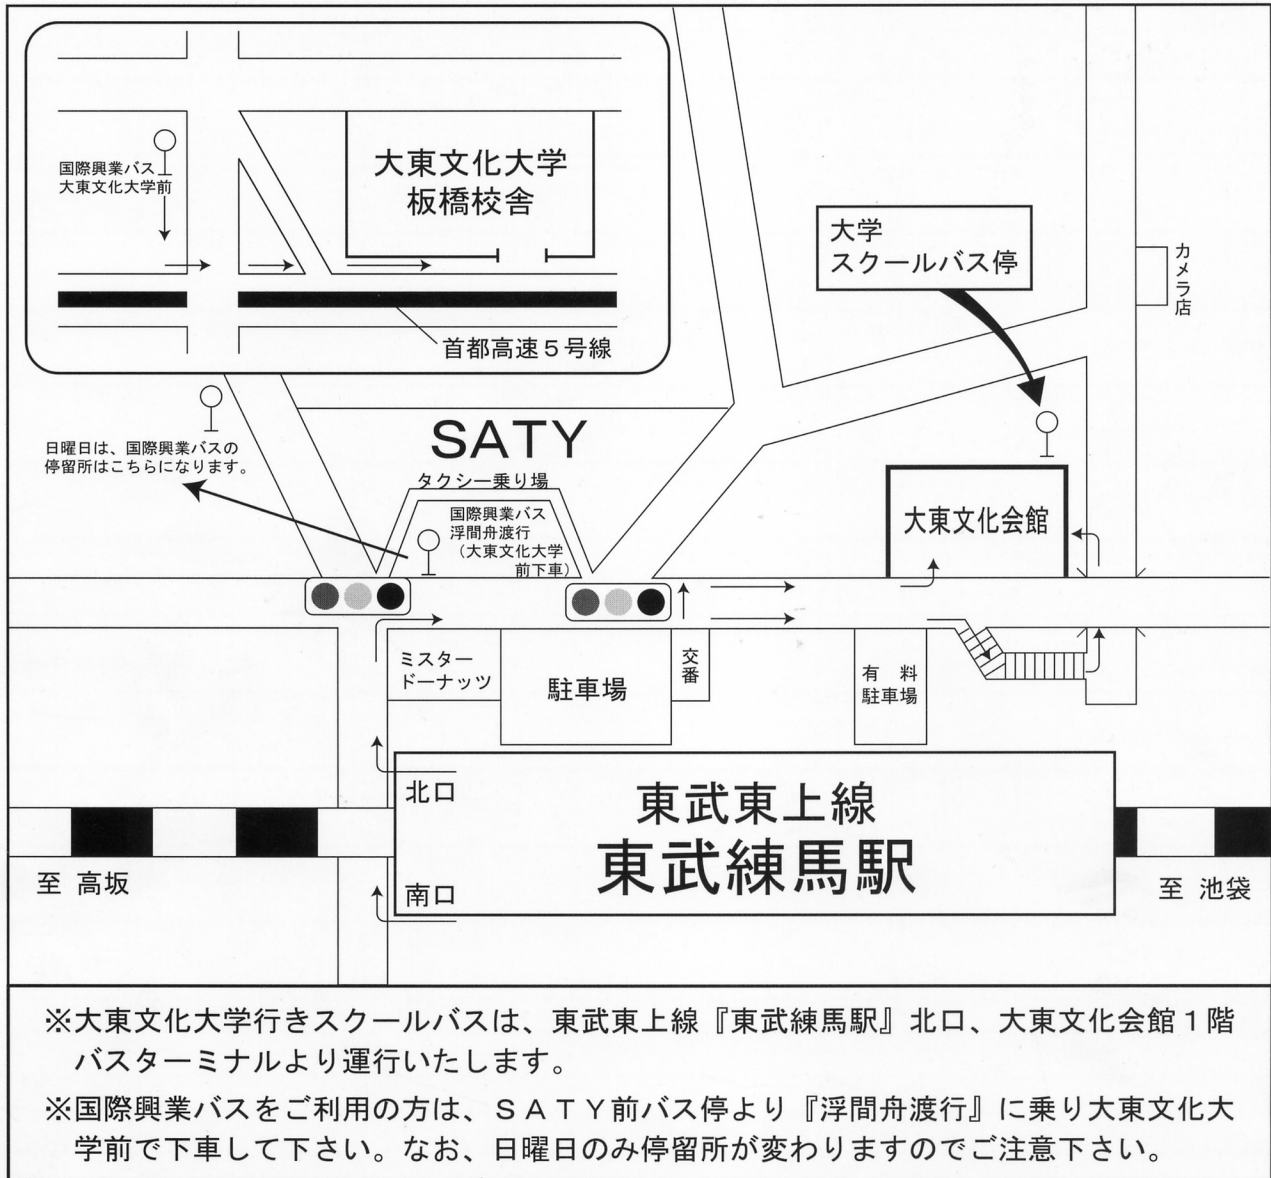 国際興業バス
大東文化大学前
大東文化大学
板橋校舎
首都高速５号線
大学
スクールバス停
カメラ店
日曜日は、国際興業バスの
停留所はこちらになります。
SATY
タクシー乗り場
国際興業バス
浮間舟渡行
（大東文化大学
前下車）
大東文化会館
ミスター
ドーナッツ
駐車場
交番
有　料
駐車場
北口
南口
東武東上線
東武練馬駅
至 高坂
至 池袋
※大東文化大学行きスクールバスは、東武東上線『東武練馬駅』北口、大東文化会館１階
バスターミナルより運行いたします。
※国際興業バスをご利用の方は、ＳＡＴＹ前バス停より『浮間舟渡行』に乗り大東文化大
学前で下車して下さい。なお、日曜日のみ停留所が変わりますのでご注意下さい。